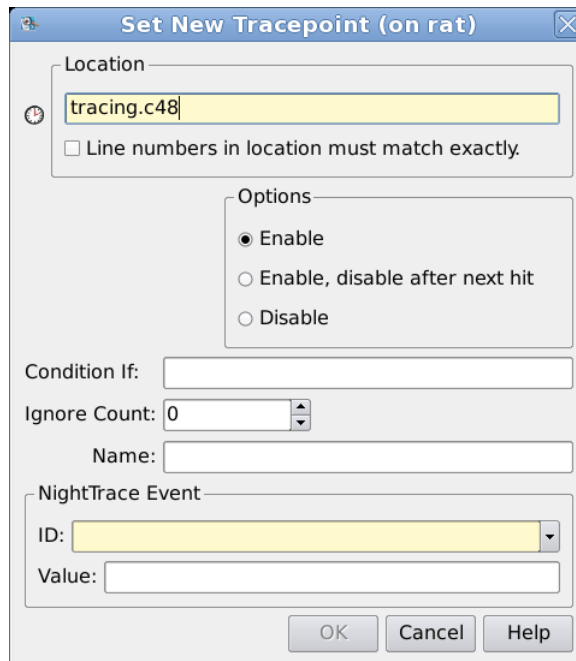 Set New Tracepoint (on rat)
Location
tracing.c48
Line numbers in location must match exactly.
Options
Enable
Enable, disable after next hit
Disable
Condition If:
Ignore Count: 0
Name:
NightTrace Event
ID:
Value:
OK Cancel Help